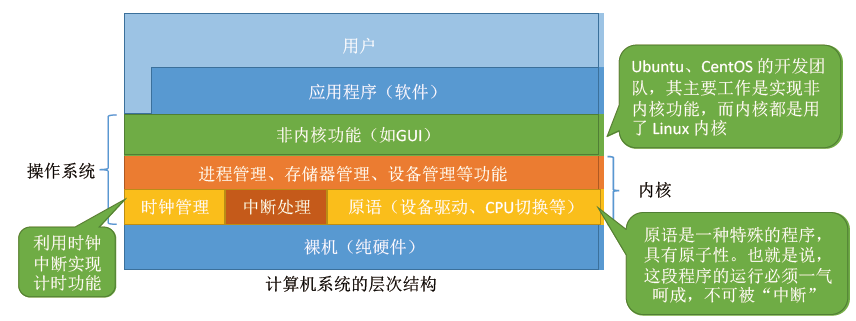 用户
应用程序（软件）
Ubuntu、CentOS 的开发团
队，其主要工作是实现非
内核功能，而内核都是用
了 Linux 内核
非内核功能（如GUI）
操作系统
进程管理、存储器管理、设备管理等功能
内核
时钟管理
中断处理
原语（设备驱动、CPU切换等）
利用时钟
中断实现
计时功能
裸机（纯硬件）
原语是一种特殊的程序，
具有原子性。也就是说，
这段程序的运行必须一气
呵成，不可被“中断”
计算机系统的层次结构